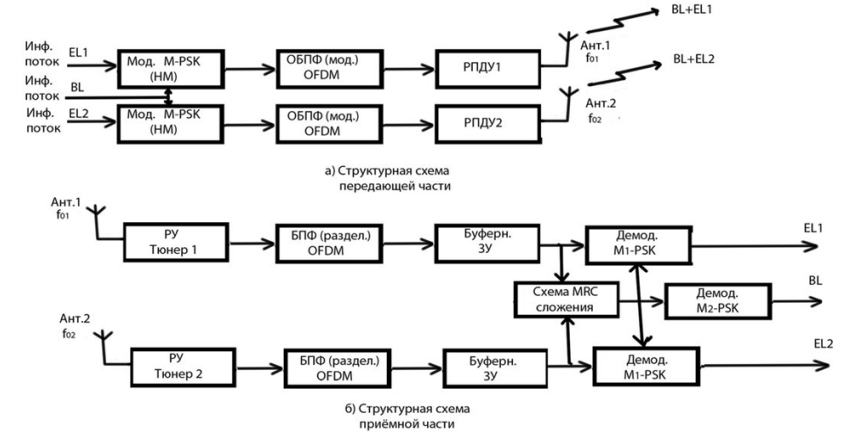 BL+EL1
Инф.
поток
EL1
Мод. M-PSK
(НМ)
ОБПФ (мод.)
OFDM
РПДУ1
Ант.1
f01
Инф.
поток
BL
BL+EL2
Инф.
поток
EL2
Мод. M-PSK
(НМ)
ОБПФ (мод.)
OFDM
РПДУ2
Ант.2
f02
а) Структурная схема
передающей части
Ант.1
f01
РУ
Тюнер 1
БПФ (раздел.)
OFDM
Буферн.
ЗУ
Демод.
M1-PSK
EL1
Схема MRC
сложения
Демод.
M2-PSK
BL
Ант.2
f02
РУ
Тюнер 2
БПФ (раздел.)
OFDM
Буферн.
ЗУ
Демод.
M1-PSK
EL2
б) Структурная схема
приёмной части